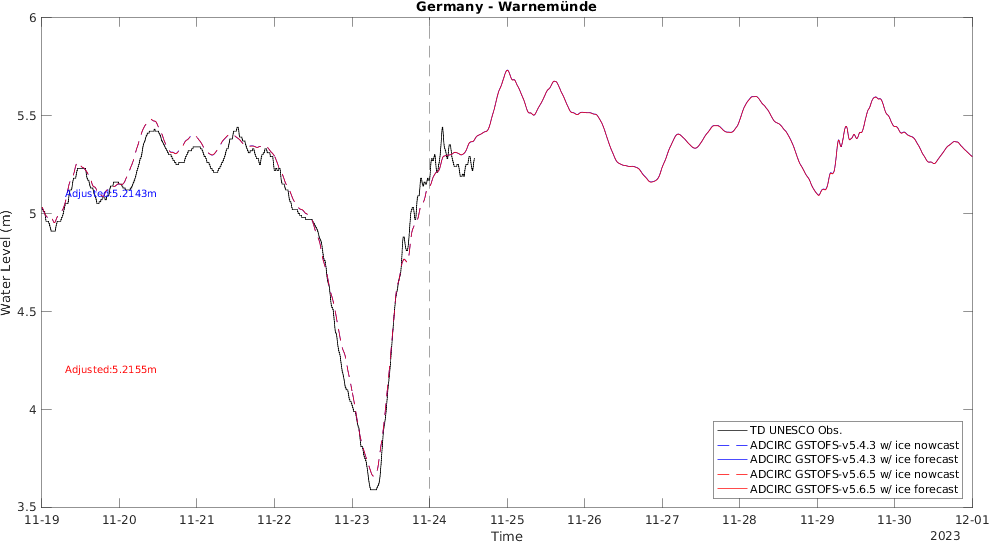 Germany - Warnemünde
6
5.5
5
4.5
4
3.5
Water Level (m)
Adjusted:5.2143m
Adjusted:5.2155m
TD UNESCO Obs.
ADCIRC GSTOFS-v5.4.3 w/ ice nowcast
ADCIRC GSTOFS-v5.4.3 w/ ice forecast
ADCIRC GSTOFS-v5.6.5 w/ ice nowcast
ADCIRC GSTOFS-v5.6.5 w/ ice forecast
11-19 11-20 11-21 11-22 11-23 11-24 11-25 11-26 11-27 11-28 11-29 11-30 12-01
Time
2023